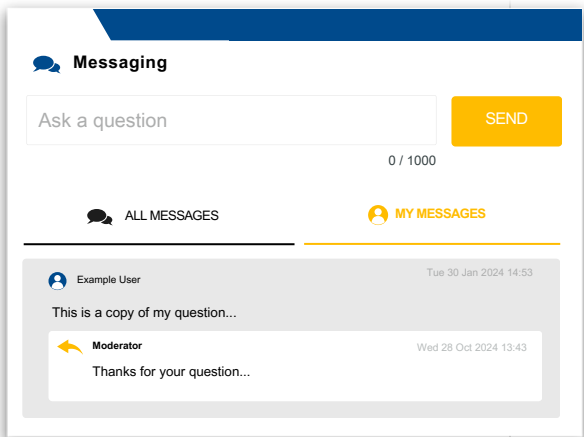 Messaging
Ask a question
SEND
0 / 1000
ALL MESSAGES
MY MESSAGES
Example User
Tue 30 Jan 2024 14:53
This is a copy of my question...
Moderator
Wed 28 Oct 2024 13:43
Thanks for your question...